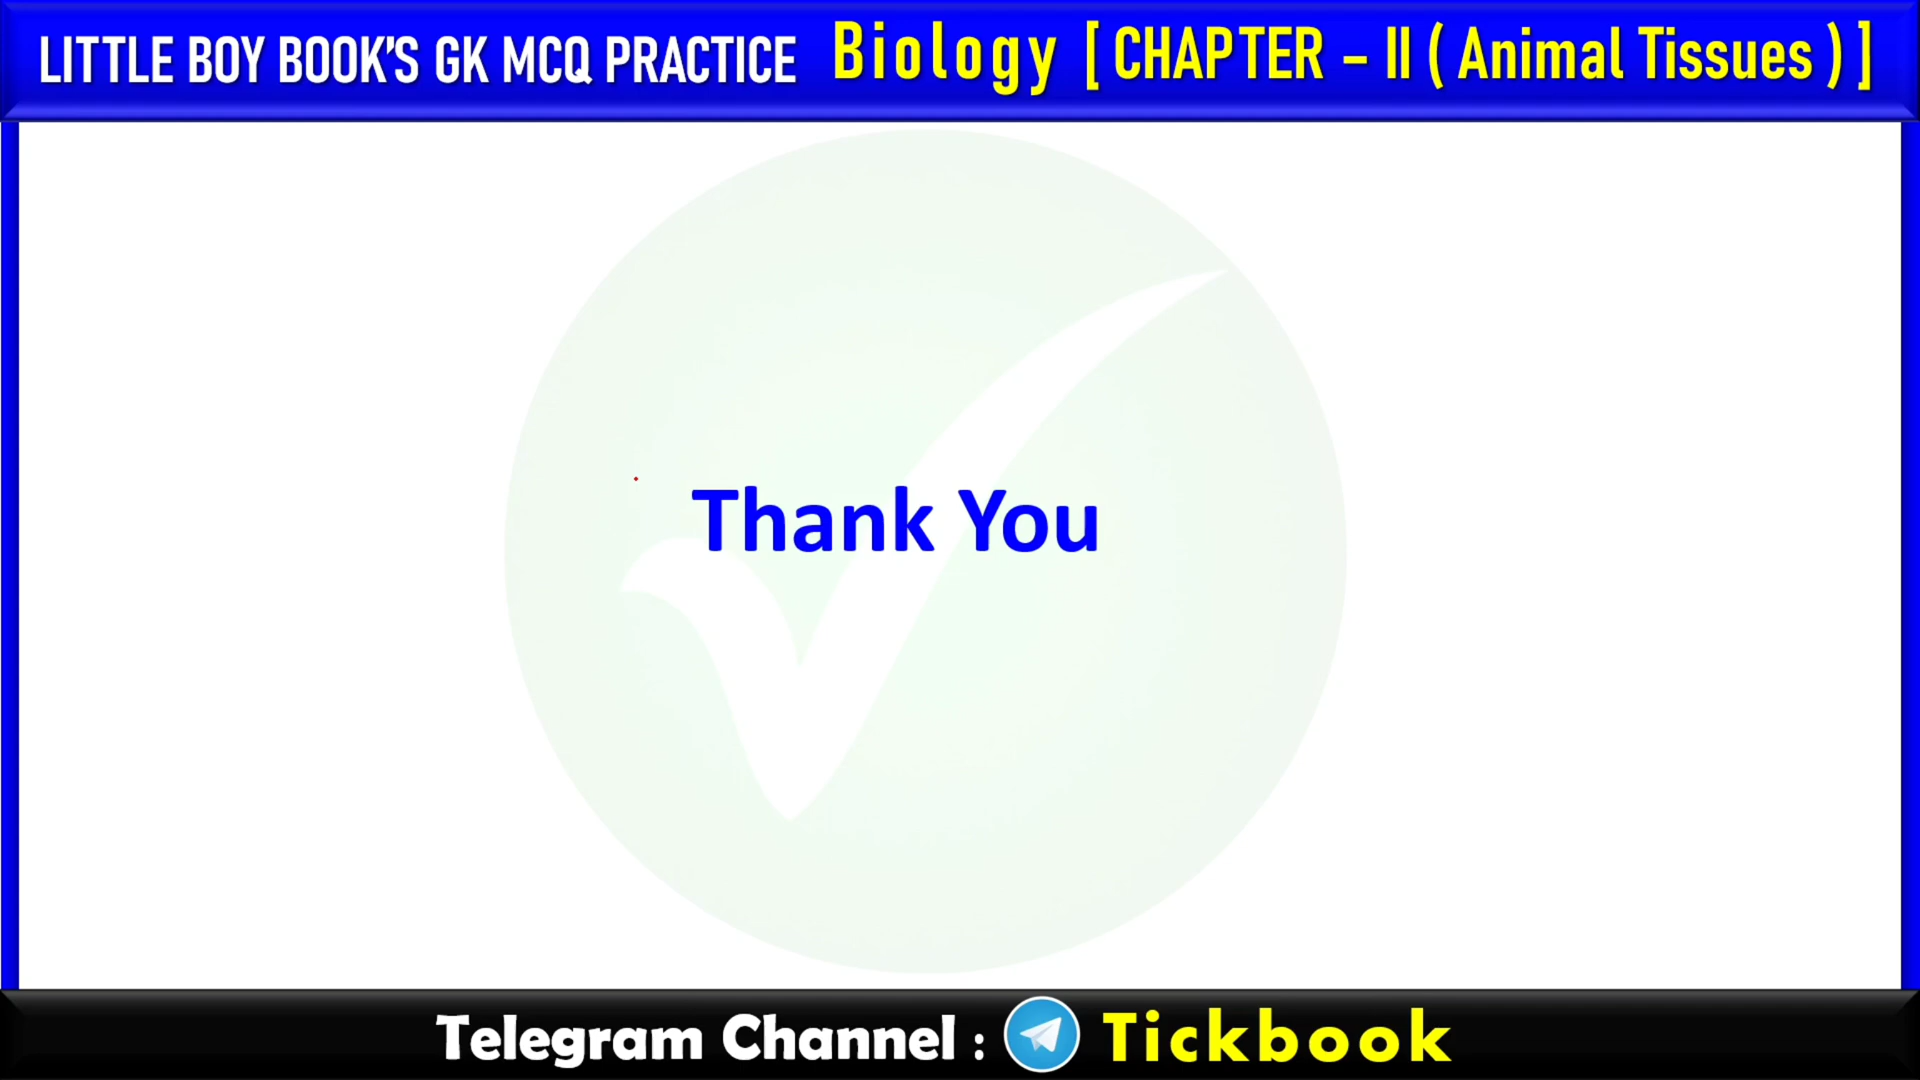 LITTLE BOY BOOK'S GK MCQ PRACTICE Biology [ CHAPTER – II ( Animal Tissues ) ]
Thank You
Telegram Channel : Tickbook